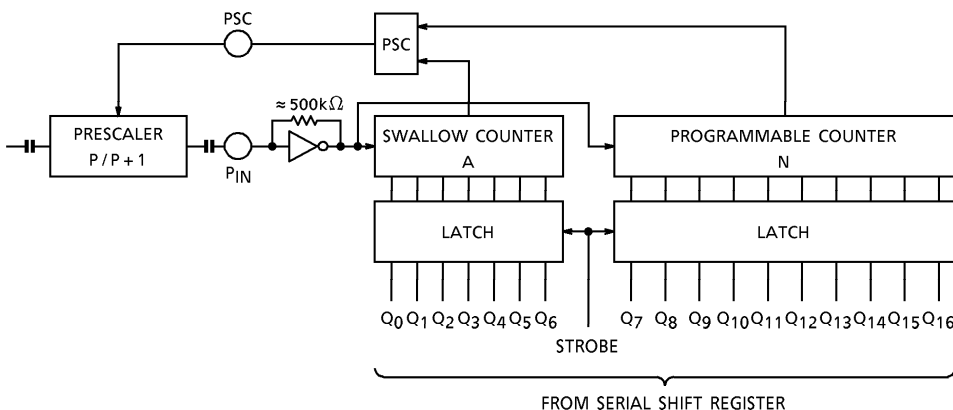 PSC
PSC
≈ 500kΩ
PRESCALER
P / P + 1
PIN
SWALLOW COUNTER
A
PROGRAMMABLE COUNTER
N
LATCH
LATCH
Q0 Q1 Q2 Q3 Q4 Q5 Q6
Q7 Q8 Q9 Q10 Q11 Q12 Q13 Q14 Q15 Q16
STROBE
FROM SERIAL SHIFT REGISTER